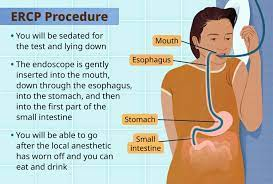 ERCP Procedure
• You will be sedated for
the test and lying down
• The endoscope is gently
inserted into the mouth,
down through the esophagus,
into the stomach, and then
into the first part of the
small intestine
• You will be able to go
after the local anesthetic
has worn off and you can
eat and drink
Mouth
Esophagus
Stomach
Small
intestine